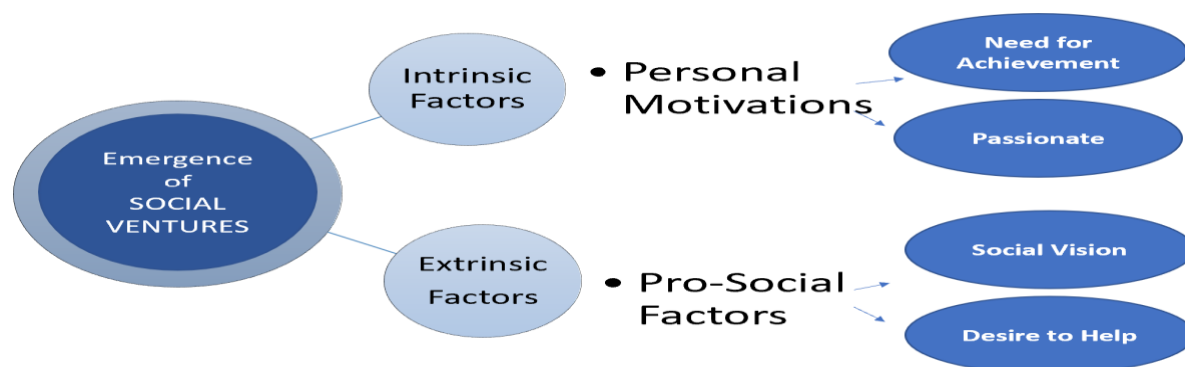 Emergence
of
SOCIAL
VENTURES
Intrinsic
Factors
• Personal
Motivations
Need for
Achievement
Passionate
Extrinsic
Factors
• Pro-Social
Factors
Social Vision
Desire to Help